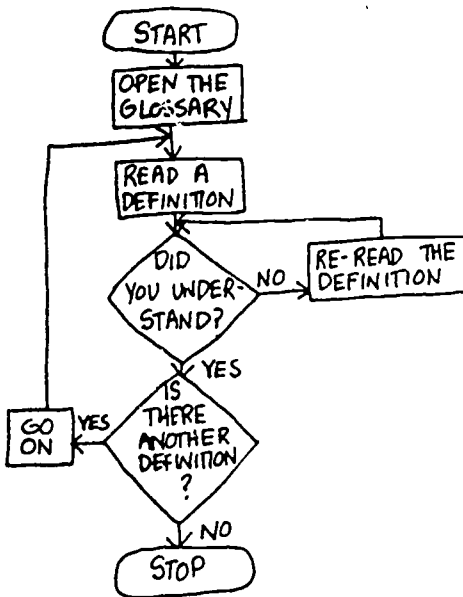 START
OPEN THE
GLOSSARY
READ A
DEFINITION
DID
YOU UNDER-
STAND?
NO
RE-READ THE
DEFINITION
YES
IS
THERE
ANOTHER
DEFINITION
?
YES
GO
ON
NO
STOP